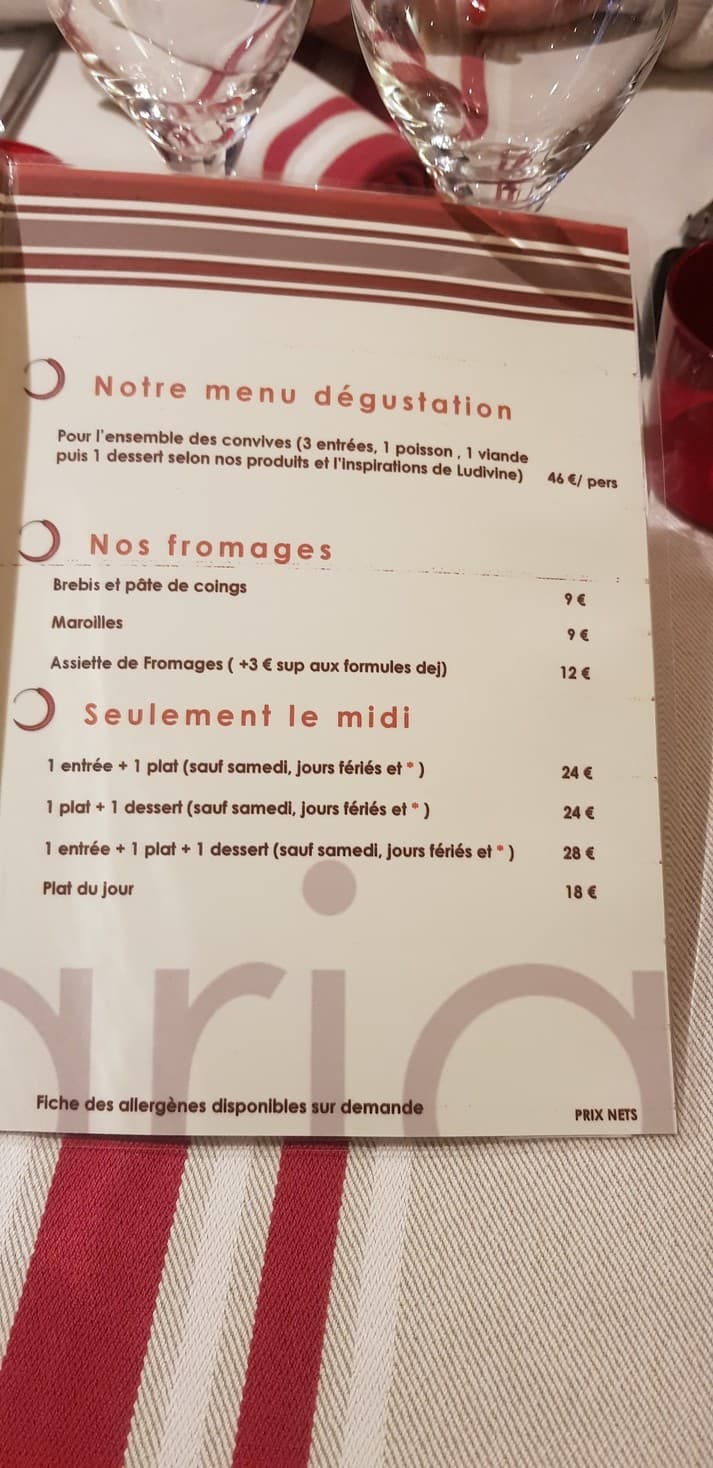 Notre menu dégustation
Pour l'ensemble des convives (3 entrées, 1 poisson , 1 viande
puis 1 dessert selon nos produits et l'inspirations de Ludivine) 46 €/ pers
Nos fromages
Brebis et pâte de coings 9 €
Maroilles 9 €
Assiette de Fromages ( +3 € sup aux formules dej) 12 €
Seulement le midi
1 entrée + 1 plat (sauf samedi, jours fériés et * ) 24 €
1 plat + 1 dessert (sauf samedi, jours fériés et * ) 24 €
1 entrée + 1 plat + 1 dessert (sauf samedi, jours fériés et * ) 28 €
Plat du jour 18 €
Fiche des allergènes disponibles sur demande PRIX NETS